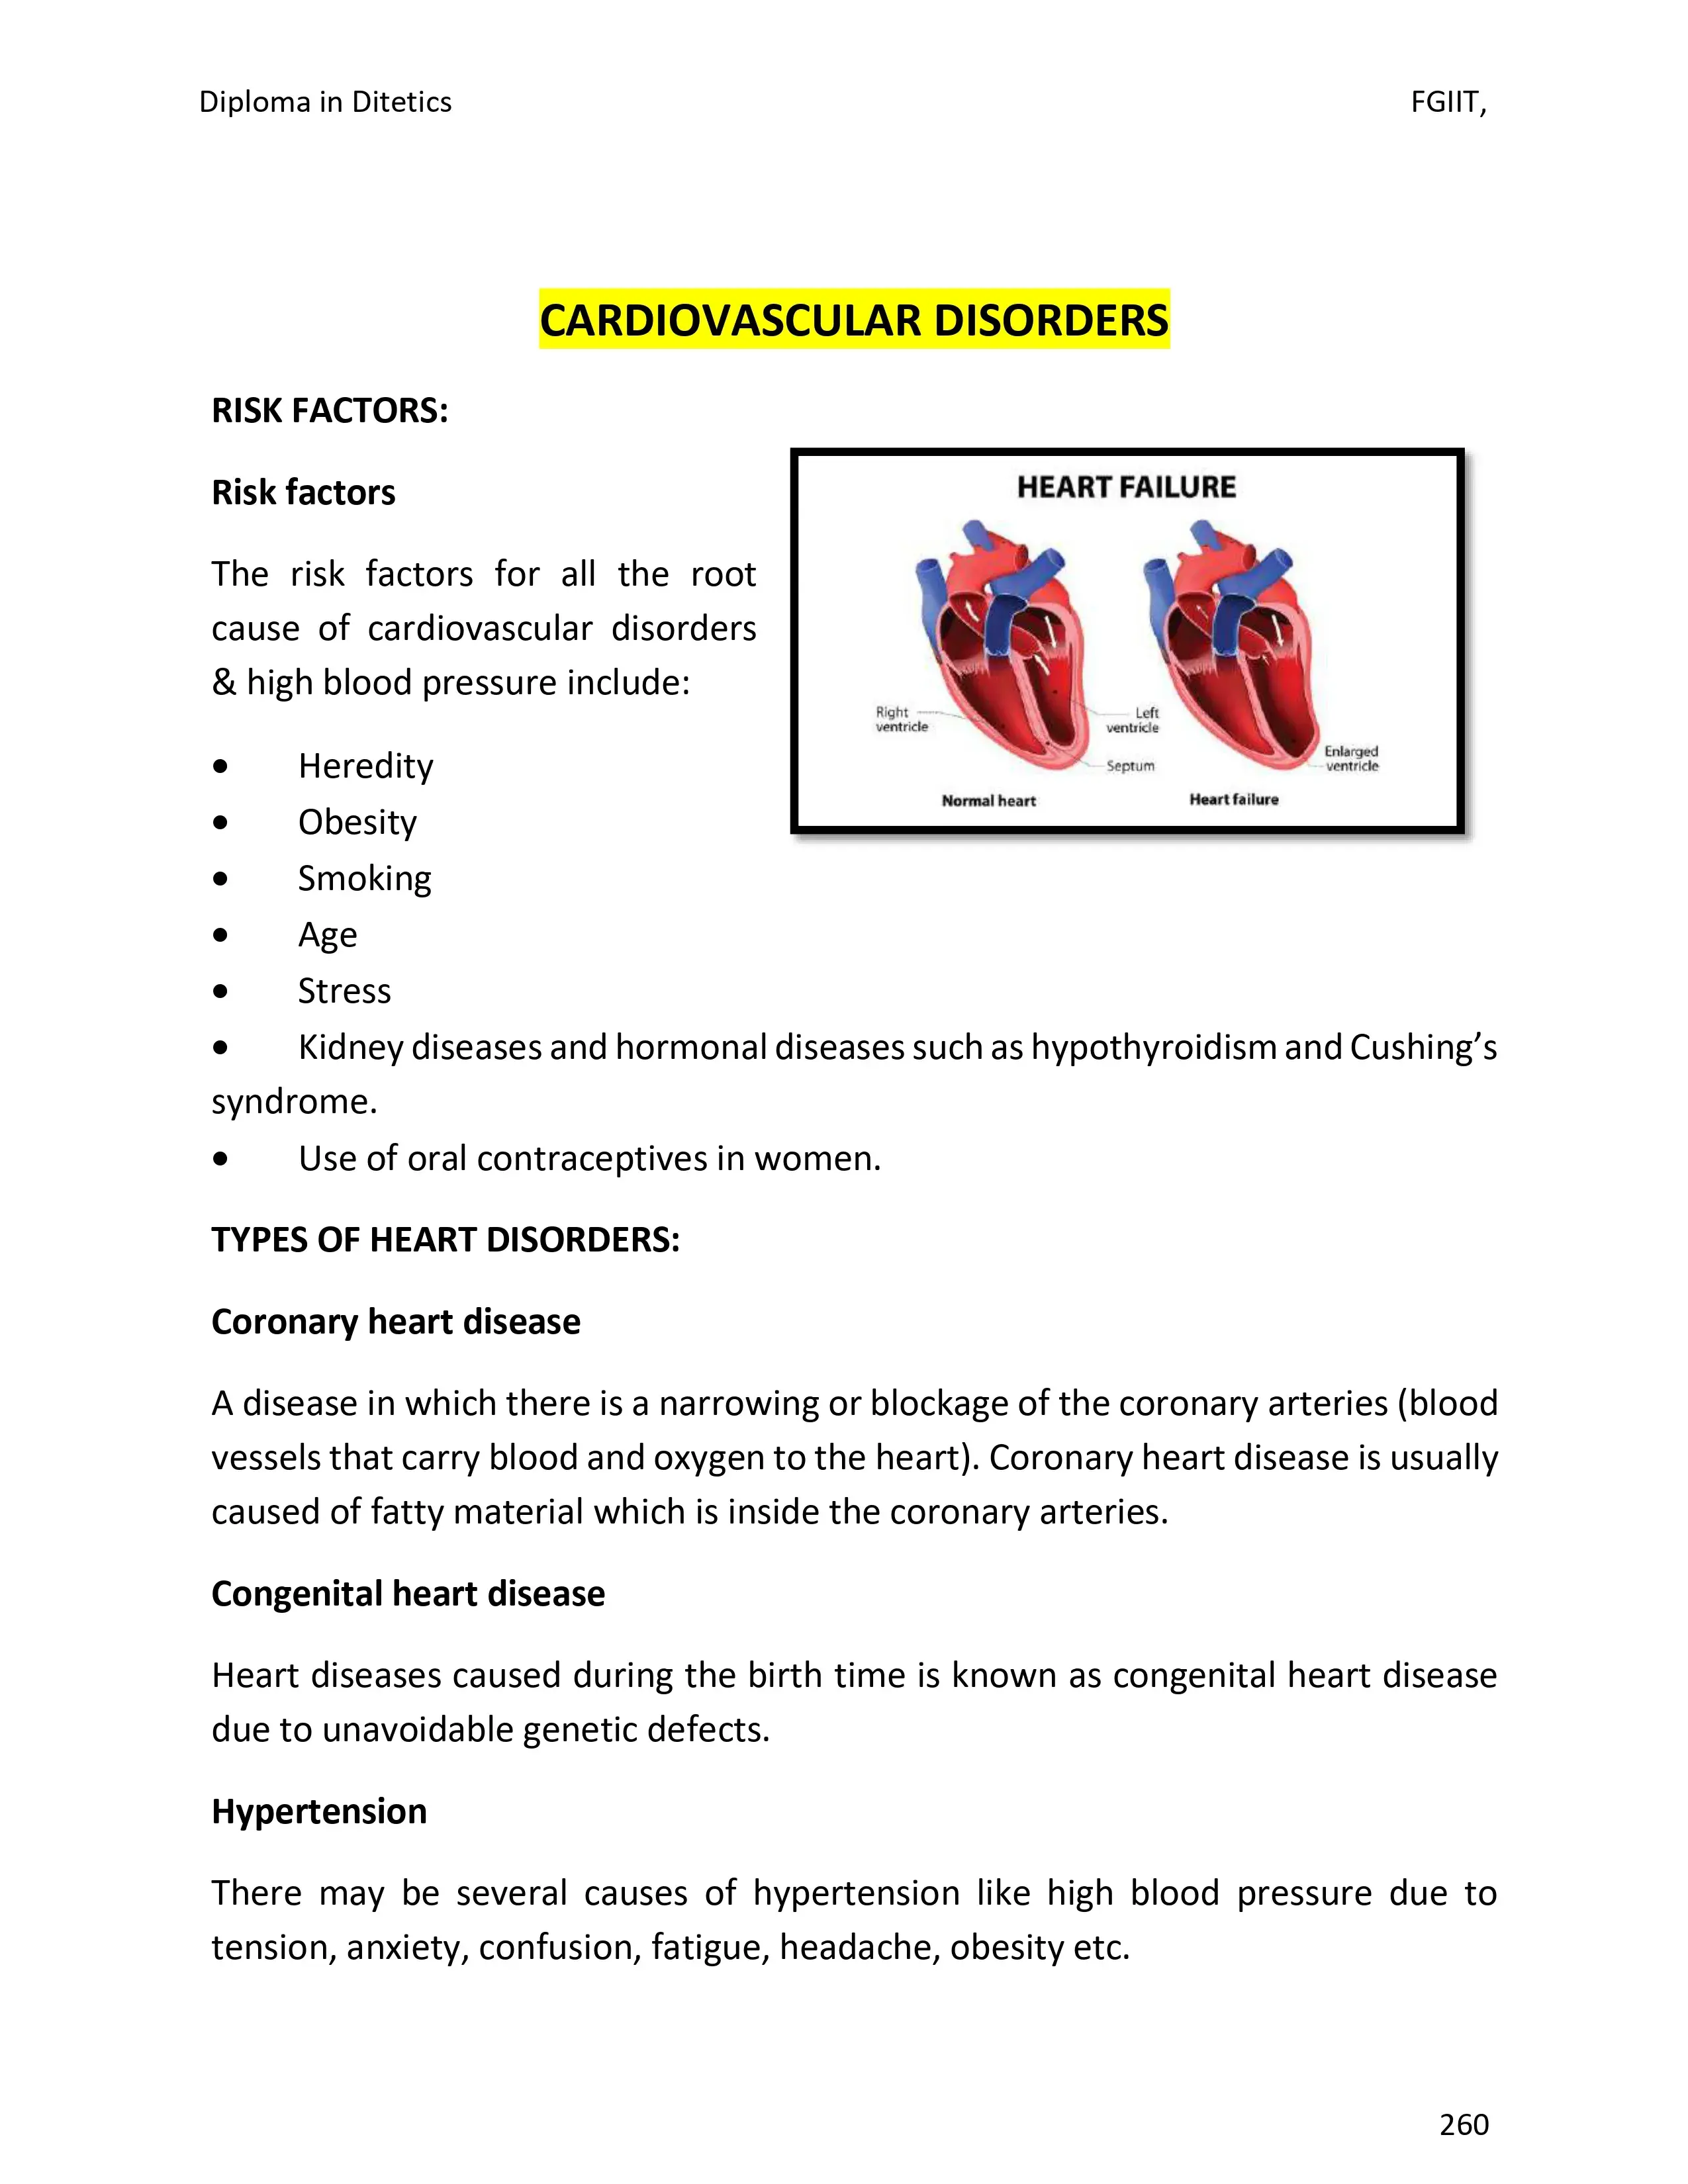 Diploma in Ditetics FGIIT,
CARDIOVASCULAR DISORDERS
RISK FACTORS:
Risk factors
The risk factors for all the root
cause of cardiovascular disorders
& high blood pressure include:
HEART FAILURE
Right
ventricle
Left
ventricle
Septum
Enlarged
ventricle
Normal heart
Heart failure
• Heredity
• Obesity
• Smoking
• Age
• Stress
• Kidney diseases and hormonal diseases such as hypothyroidism and Cushing’s
syndrome.
• Use of oral contraceptives in women.
TYPES OF HEART DISORDERS:
Coronary heart disease
A disease in which there is a narrowing or blockage of the coronary arteries (blood
vessels that carry blood and oxygen to the heart). Coronary heart disease is usually
caused of fatty material which is inside the coronary arteries.
Congenital heart disease
Heart diseases caused during the birth time is known as congenital heart disease
due to unavoidable genetic defects.
Hypertension
There may be several causes of hypertension like high blood pressure due to
tension, anxiety, confusion, fatigue, headache, obesity etc.
260